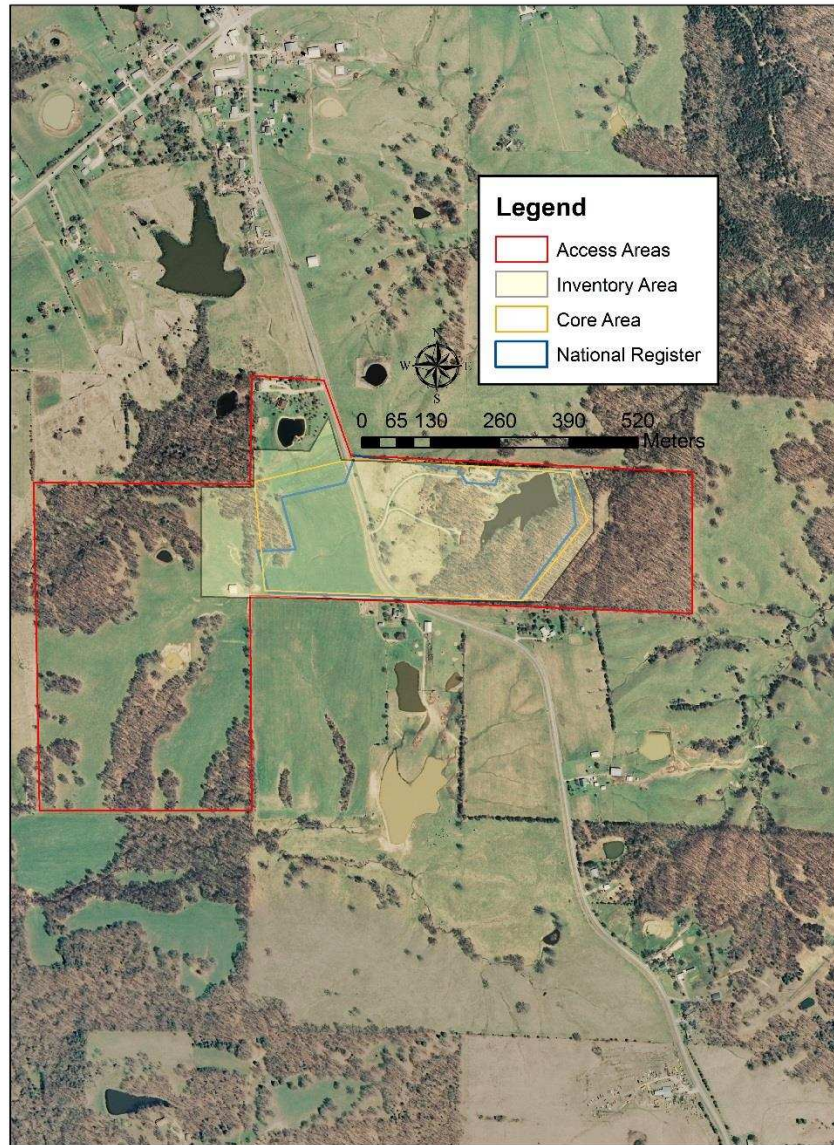 Legend
Access Areas
Inventory Area
Core Area
National Register
N
W E
S
0 65 130 260 390 520
Meters